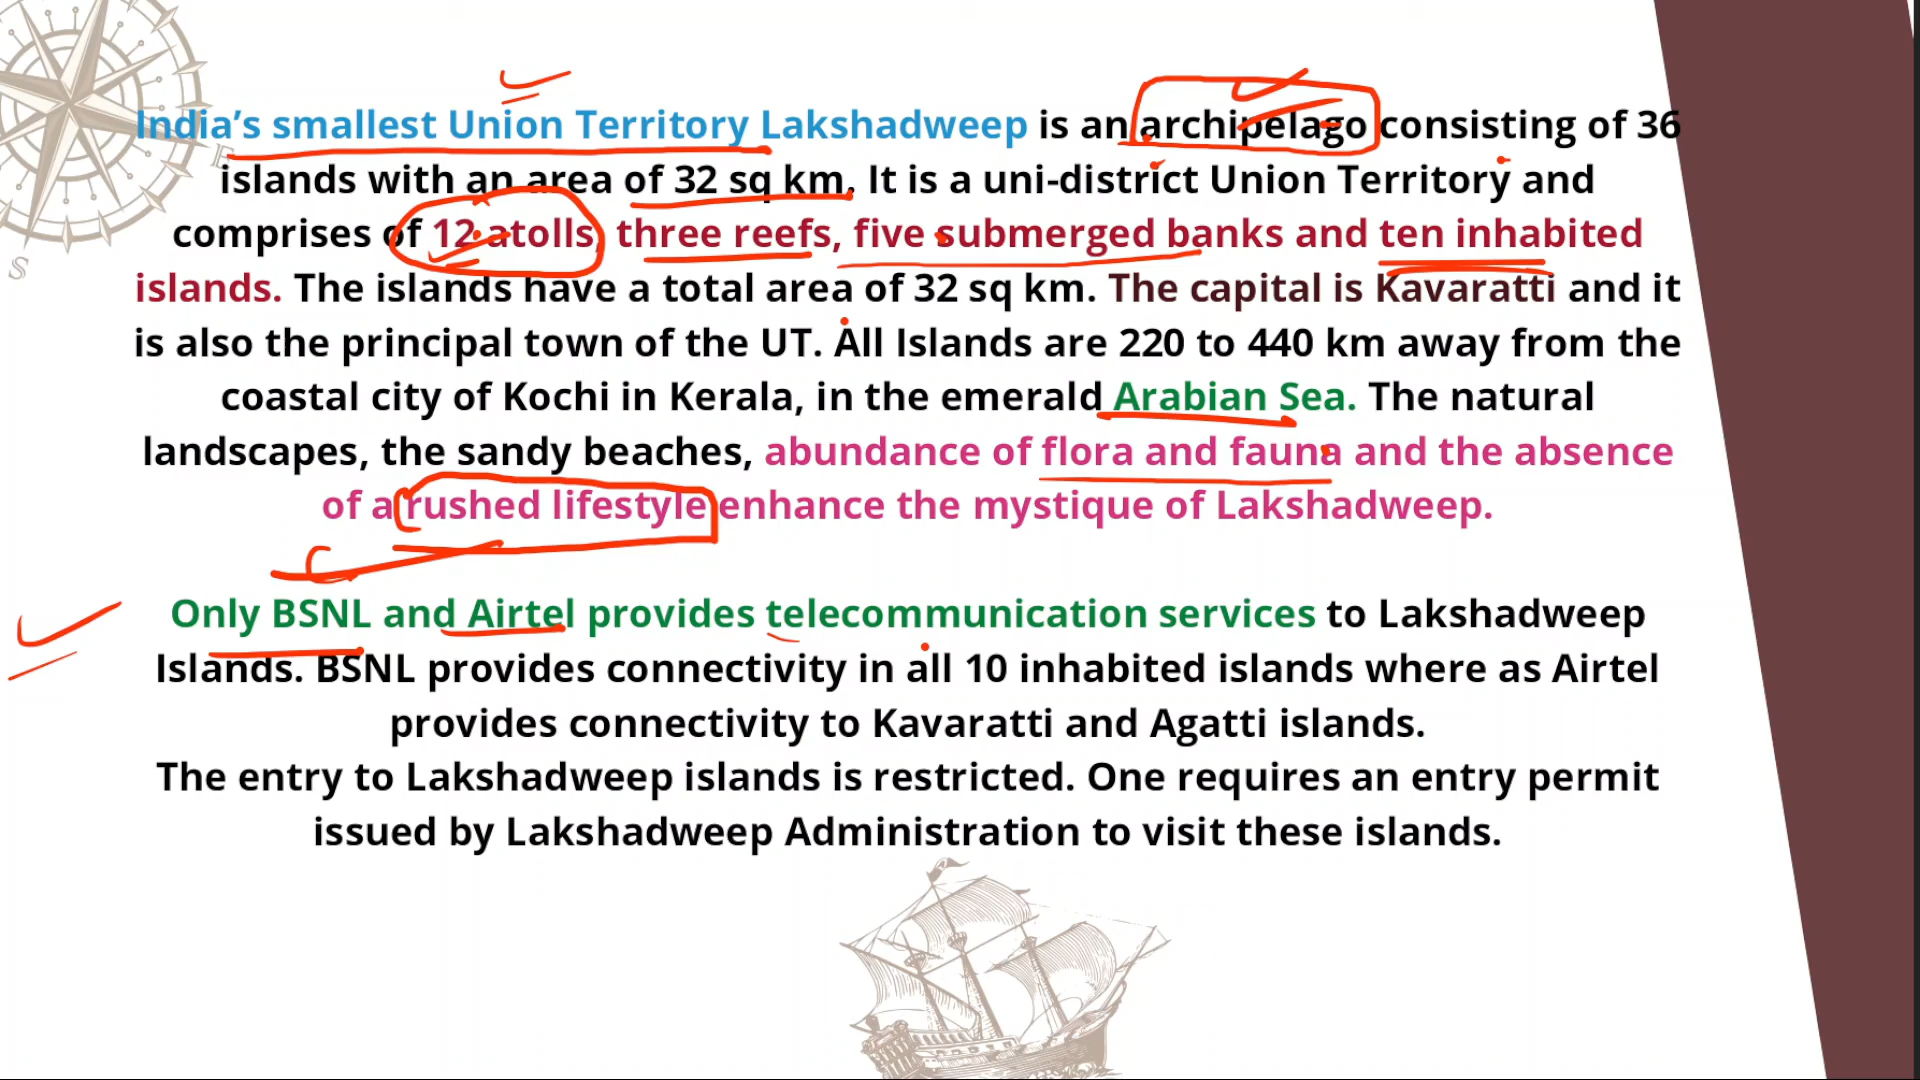 India's smallest Union Territory Lakshadweep is an archipelago consisting of 36
islands with an area of 32 sq km. It is a uni-district Union Territory and
comprises of 12 atolls, three reefs, five submerged banks and ten inhabited
islands. The islands have a total area of 32 sq km. The capital is Kavaratti and it
is also the principal town of the UT. All Islands are 220 to 440 km away from the
coastal city of Kochi in Kerala, in the emerald Arabian Sea. The natural
landscapes, the sandy beaches, abundance of flora and fauna and the absence
of a rushed lifestyle enhance the mystique of Lakshadweep.
Only BSNL and Airtel provides telecommunication services to Lakshadweep
Islands. BSNL provides connectivity in all 10 inhabited islands where as Airtel
provides connectivity to Kavaratti and Agatti islands.
The entry to Lakshadweep islands is restricted. One requires an entry permit
issued by Lakshadweep Administration to visit these islands.
E
S